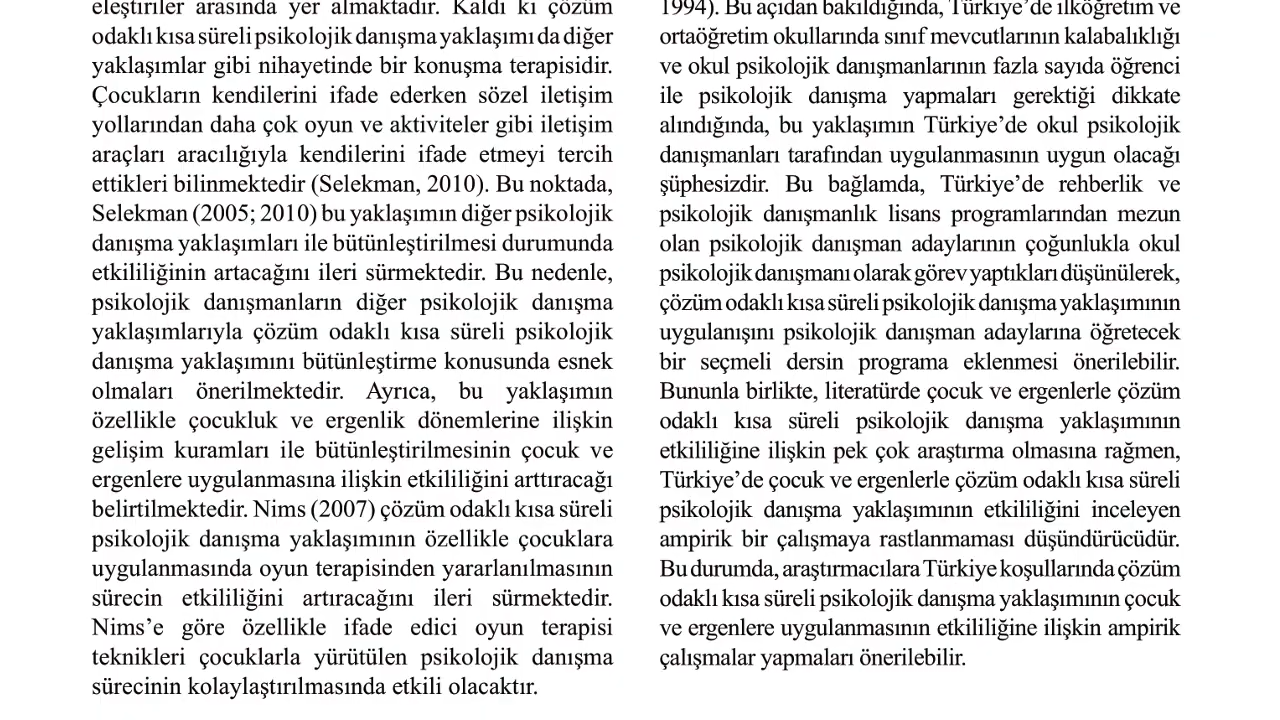 eleştiriler arasında yer almaktadır. Kaldı ki çözüm
odaklı kısa süreli psikolojik danışma yaklaşımı da diğer
yaklaşımlar gibi nihayetinde bir konuşma terapisidir.
Çocukların kendilerini ifade ederken sözel iletişim
yollarından daha çok oyun ve aktiviteler gibi iletişim
araçları aracılığıyla kendilerini ifade etmeyi tercih
ettikleri bilinmektedir (Selekman, 2010). Bu noktada,
Selekman (2005; 2010) bu yaklaşımın diğer psikolojik
danışma yaklaşımları ile bütünleştirilmesi durumunda
etkililiğinin artacağını ileri sürmektedir. Bu nedenle,
psikolojik danışmanların diğer psikolojik danışma
yaklaşımlarıyla çözüm odaklı kısa süreli psikolojik
danışma yaklaşımını bütünleştirme konusunda esnek
olmaları önerilmektedir. Ayrıca, bu yaklaşımın
özellikle çocukluk ve ergenlik dönemlerine ilişkin
gelişim kuramları ile bütünleştirilmesinin çocuk ve
ergenlere uygulanmasına ilişkin etkililiğini arttıracağı
belirtilmektedir. Nims (2007) çözüm odaklı kısa süreli
psikolojik danışma yaklaşımının özellikle çocuklara
uygulanmasında oyun terapisinden yararlanılmasının
sürecin etkililiğini artıracağını ileri sürmektedir.
Nims’e göre özellikle ifade edici oyun terapisi
teknikleri çocuklarla yürütülen psikolojik danışma
sürecinin kolaylaştırılmasında etkili olacaktır.
1994). Bu açıdan bakıldığında, Türkiye’de ilköğretim ve
ortaöğretim okullarında sınıf mevcutlarının kalabalıklığı
ve okul psikolojik danışmanlarının fazla sayıda öğrenci
ile psikolojik danışma yapmaları gerektiği dikkate
alındığında, bu yaklaşımın Türkiye’de okul psikolojik
danışmanları tarafından uygulanmasının uygun olacağı
şüphesizdir. Bu bağlamda, Türkiye’de rehberlik ve
psikolojik danışmanlık lisans programlarından mezun
olan psikolojik danışman adaylarının çoğunlukla okul
psikolojik danışmanı olarak görev yaptıkları düşünülerek,
çözüm odaklı kısa süreli psikolojik danışma yaklaşımının
uygulanışını psikolojik danışman adaylarına öğretecek
bir seçmeli dersin programa eklenmesi önerilebilir.
Bununla birlikte, literatürde çocuk ve ergenlerle çözüm
odaklı kısa süreli psikolojik danışma yaklaşımının
etkililiğine ilişkin pek çok araştırma olmasına rağmen,
Türkiye’de çocuk ve ergenlerle çözüm odaklı kısa süreli
psikolojik danışma yaklaşımının etkililiğini inceleyen
ampirik bir çalışmaya rastlanmaması düşündürücüdür.
Bu durumda, araştırmacılara Türkiye koşullarında çözüm
odaklı kısa süreli psikolojik danışma yaklaşımının çocuk
ve ergenlere uygulanmasının etkililiğine ilişkin ampirik
çalışmalar yapmaları önerilebilir.